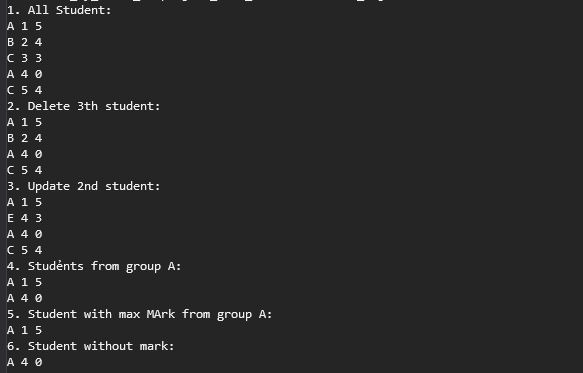 1. All Student:
A 1 5
B 2 4
C 3 3
A 4 0
C 5 4
2. Delete 3th student:
A 1 5
B 2 4
A 4 0
C 5 4
3. Update 2nd student:
A 1 5
E 4 3
A 4 0
C 5 4
4. Students from group A:
A 1 5
A 4 0
5. Student with max MArk from group A:
A 1 5
6. Student without mark:
A 4 0